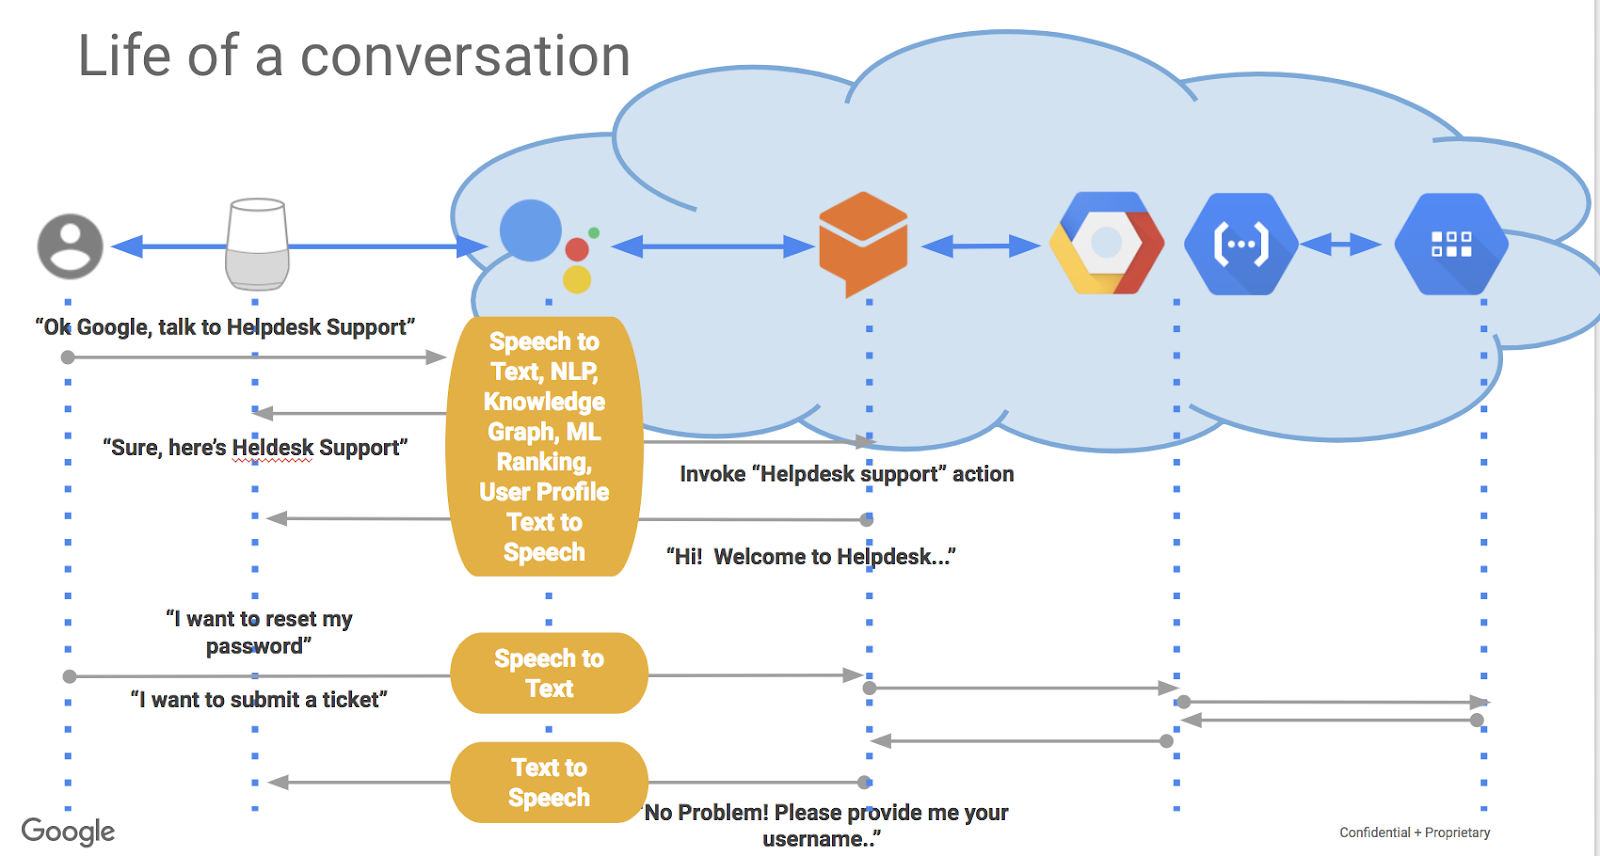 Life of a conversation
“Ok Google, talk to Helpdesk Support”
Speech to
Text, NLP,
Knowledge
Graph, ML
Ranking,
User Profile
Text to
Speech
“Sure, here’s Heldesk Support”
Invoke “Helpdesk support” action
“Hi!  Welcome to Helpdesk...”
“I want to reset my
password”
Speech to
Text
“I want to submit a ticket”
Text to
Speech
“No Problem! Please provide me your
username..”
Google
Confidential + Proprietary